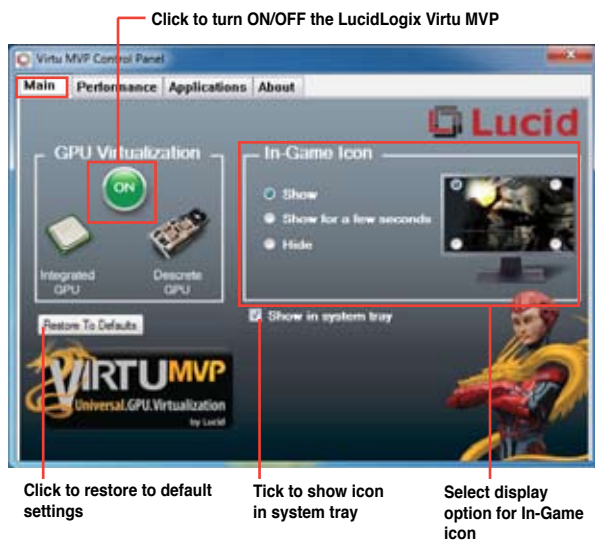 Click to turn ON/OFF the LucidLogix Virtu MVP
Virtu MVP Control Panel
Main Performance Applications About
Lucid
GPU Virtualization
In-Game Icon
ON
Show
Show for a few seconds
Hide
Integrated GPU
Descrete GPU
Restore To Defaults
Show in system tray
VIRTU MVP
Universal.GPU.Virtualization
by Lucid
Click to restore to default
settings
Tick to show icon
in system tray
Select display
option for In-Game
icon